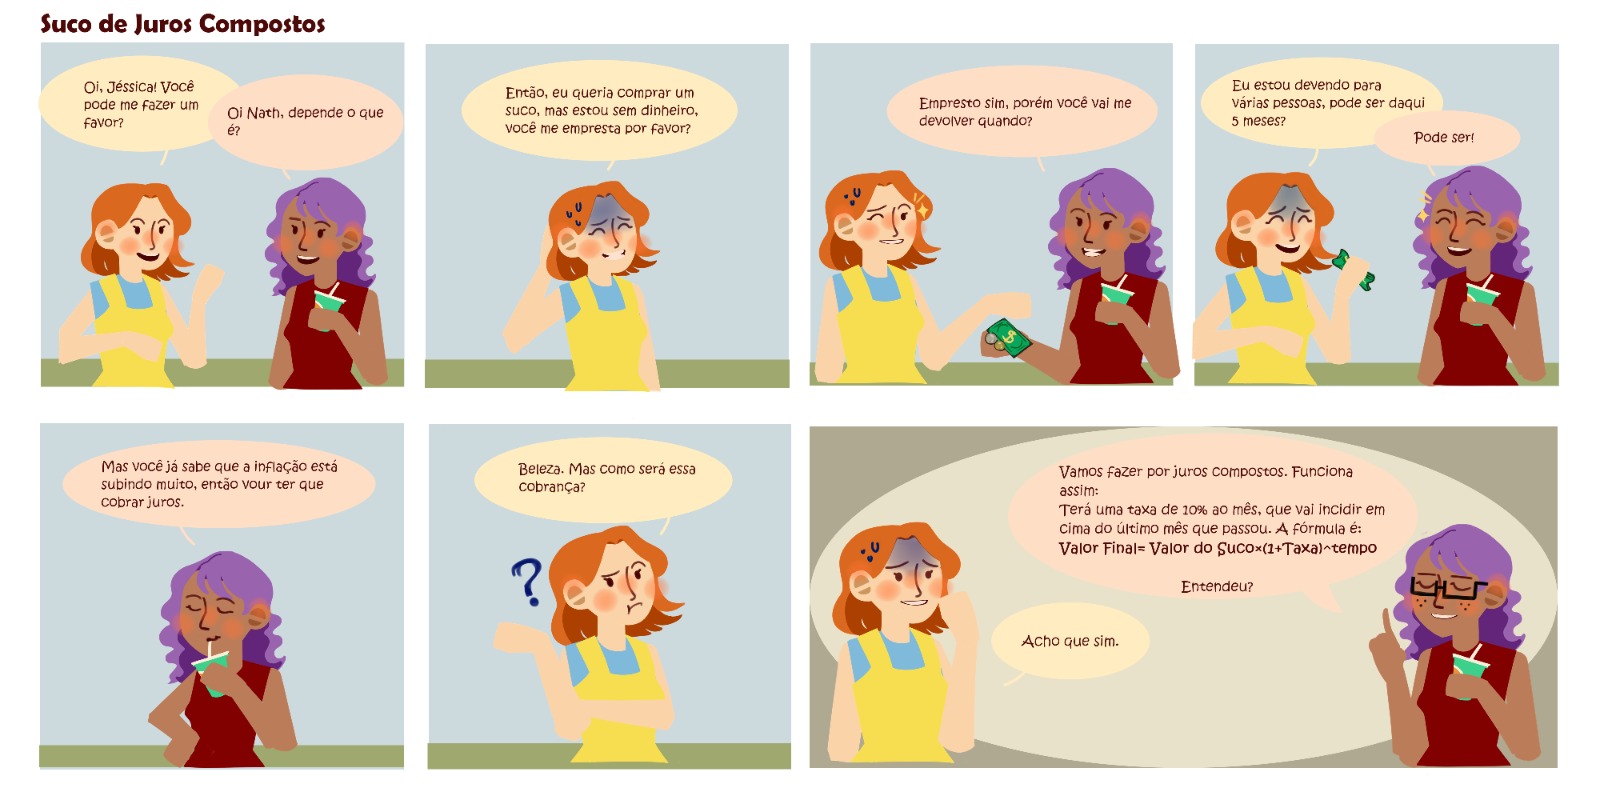 Suco de Juros Compostos
Oi, Jéssica! Você
pode me fazer um
favor?
Oi Nath, depende o que
é?
Então, eu queria comprar um
suco, mas estou sem dinheiro,
você me empresta por favor?
Empresto sim, porém você vai me
devolver quando?
Eu estou devendo para
várias pessoas, pode ser daqui
5 meses?
Pode ser!
Mas você já sabe que a inflação está
subindo muito, então vour ter que
cobrar juros.
Beleza. Mas como será essa
cobrança?
?
Vamos fazer por juros compostos. Funciona
assim:
Terá uma taxa de 10% ao mês, que vai incidir em
cima do último mês que passou. A fórmula é:
Valor Final= Valor do Suco×(1+Taxa)^tempo
Entendeu?
Acho que sim.